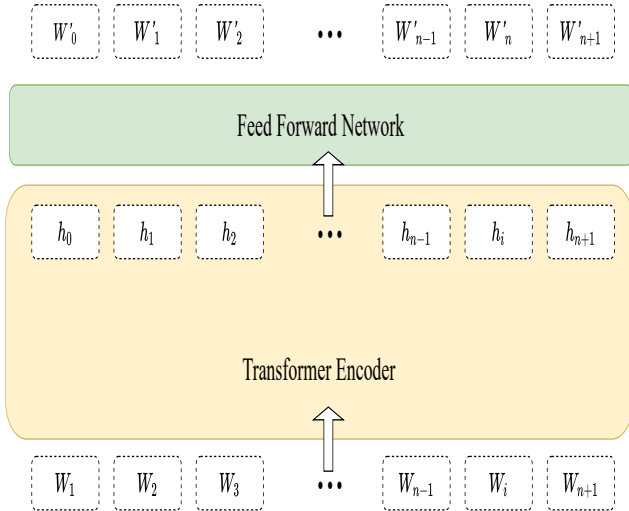 W'₀ W'₁ W'₂ ••• W'ₙ₋₁ W'ₙ W'ₙ₊₁
Feed Forward Network
h₀ h₁ h₂ ••• hₙ₋₁ hᵢ hₙ₊₁
Transformer Encoder
W₁ W₂ W₃ ••• Wₙ₋₁ Wᵢ Wₙ₊₁